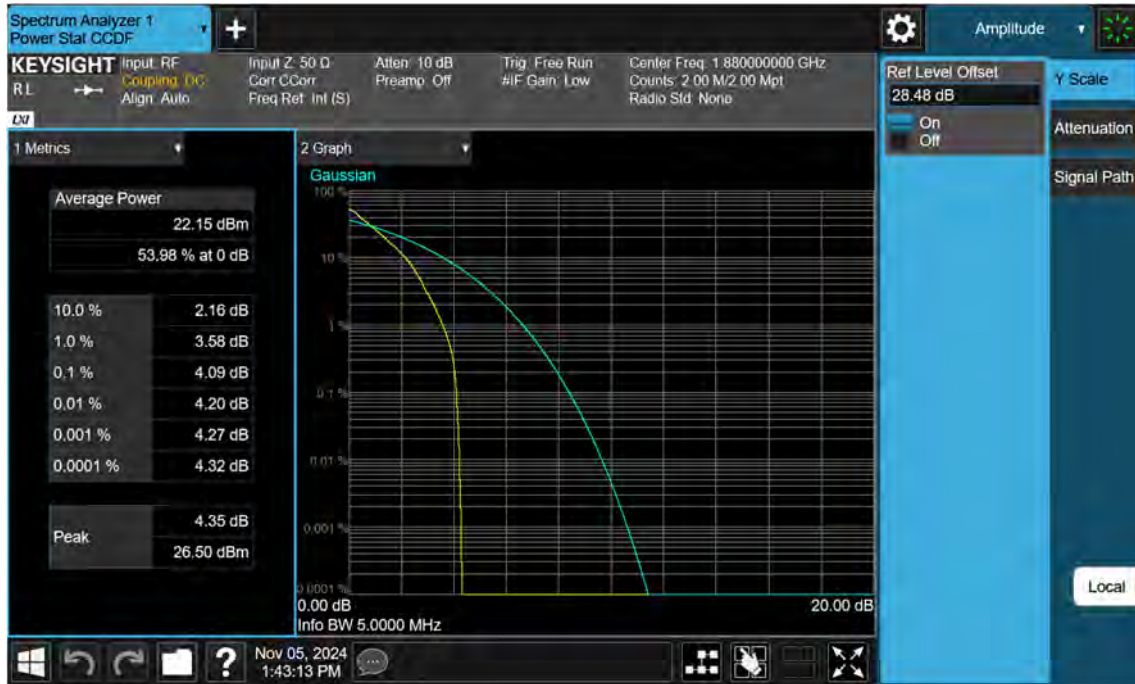 Spectrum Analyzer 1
Power Stat CCDF
+
Amplitude
KEYSIGHT
RL
LXI
Input: RF
Coupling: DC
Align: Auto
Input Z: 50 Ω
Corr CCorr
Freq Ref: Int (S)
Atten: 10 dB
Preamp: Off
Trig: Free Run
#IF Gain: Low
Center Freq: 1.880000000 GHz
Counts: 2.00 M/2.00 Mpt
Radio Std: None
Ref Level Offset
28.48 dB
On
Off
Y Scale
Attenuation
Signal Path
Local
1 Metrics
Average Power
22.15 dBm
53.98 % at 0 dB
10.0 % 2.16 dB
1.0 % 3.58 dB
0.1 % 4.09 dB
0.01 % 4.20 dB
0.001 % 4.27 dB
0.0001 % 4.32 dB
Peak
4.35 dB
26.50 dBm
2 Graph
Gaussian
100 %
10 %
1 %
0.1 %
0.01 %
0.001 %
0.0001 %
0.00 dB
20.00 dB
Info BW 5.0000 MHz
?
Nov 05, 2024
1:43:13 PM